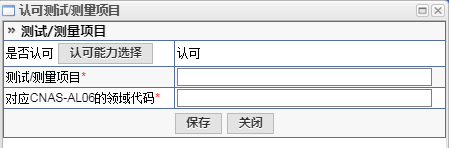 认可测试/测量项目
» 测试/测量项目
是否认可 认可能力选择 认可
测试/测量项目*
对应CNAS-AL06的领域代码*
保存 关闭